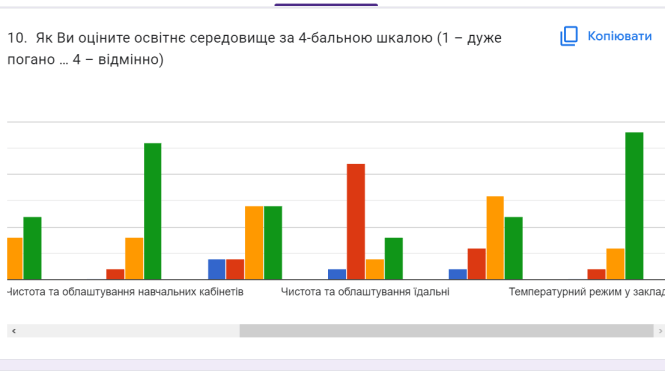 10. Як Ви оціните освітнє середовище за 4-бальною шкалою (1 – дуже
погано … 4 – відмінно)
Копіювати
Чистота та облаштування навчальних кабінетів
Чистота та облаштування їдальні
Температурний режим у заклад